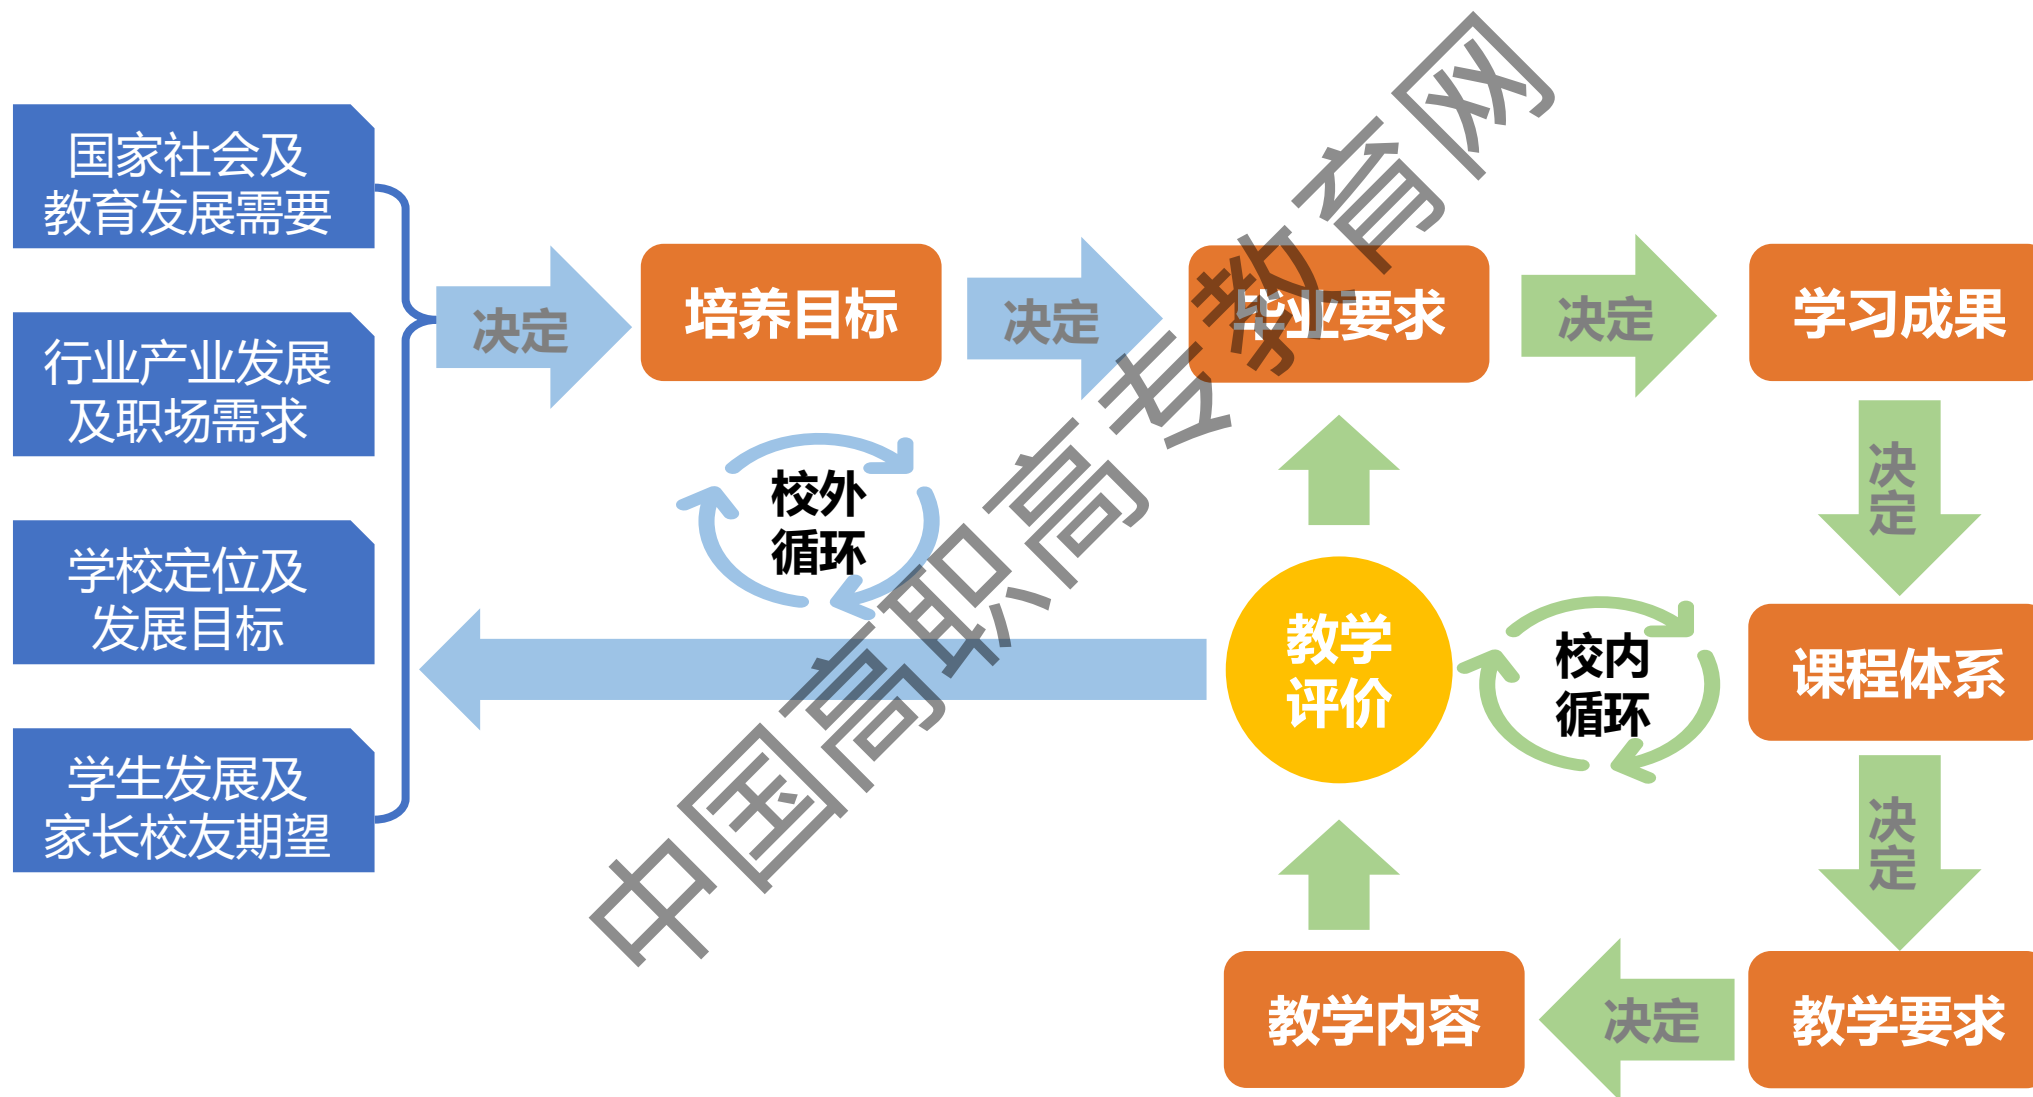 国家社会及
教育发展需要
行业产业发展
及职场需求
学校定位及
发展目标
学生发展及
家长校友期望
决定
培养目标
决定
毕业要求
决定
学习成果
决定
课程体系
决定
教学要求
决定
教学内容
教学
评价
校外
循环
校内
循环
中国高职高专教育网